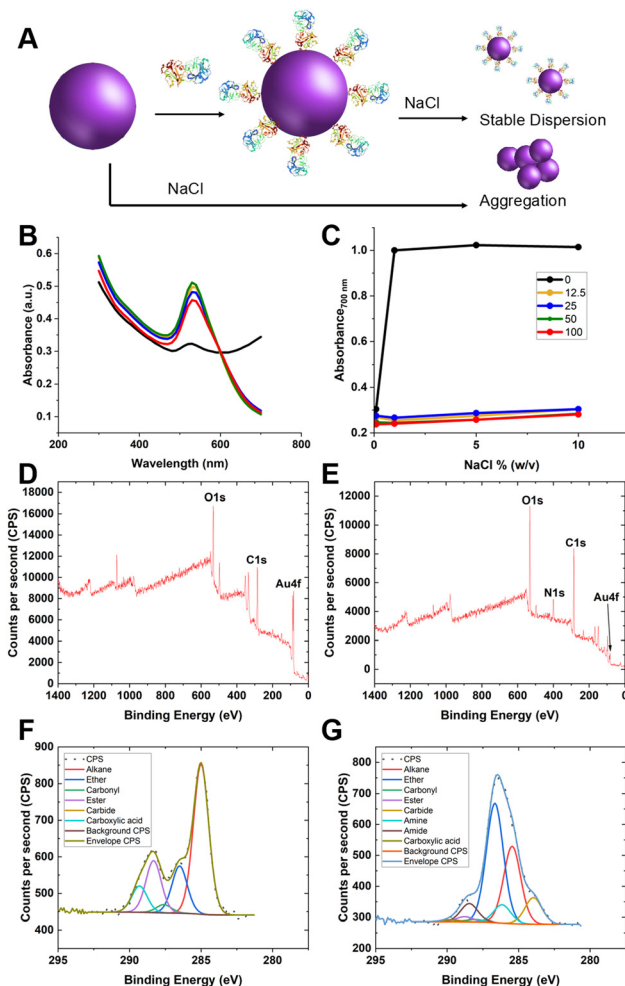 A
NaCl
Stable Dispersion
NaCl
Aggregation
B
Absorbance (a.u.)
0.6
0.5
0.4
0.3
0.2
0.1
200
400
600
800
Wavelength (nm)
C
Absorbance700 nm
1.0
0.8
0.6
0.4
0.2
0
12.5
25
50
100
0
5
10
NaCl % (w/v)
D
Counts per second (CPS)
18000
16000
14000
12000
10000
8000
6000
4000
2000
0
O1s
C1s
Au4f
1400 1200 1000 800 600 400 200 0
Binding Energy (eV)
E
Counts per second (CPS)
12000
10000
8000
6000
4000
2000
0
O1s
C1s
N1s
Au4f
1400 1200 1000 800 600 400 200 0
Binding Energy (eV)
F
Counts per second (CPS)
900
800
700
600
500
400
CPS
Alkane
Ether
Carbonyl
Ester
Carbide
Carboxylic acid
Background CPS
Envelope CPS
295 290 285 280
Binding Energy (eV)
G
Counts per second (CPS)
800
700
600
500
400
300
200
CPS
Alkane
Ether
Carbonyl
Ester
Carbide
Amine
Amide
Carboxylic acid
Background CPS
Envelope CPS
295 290 285 280
Binding Energy (eV)